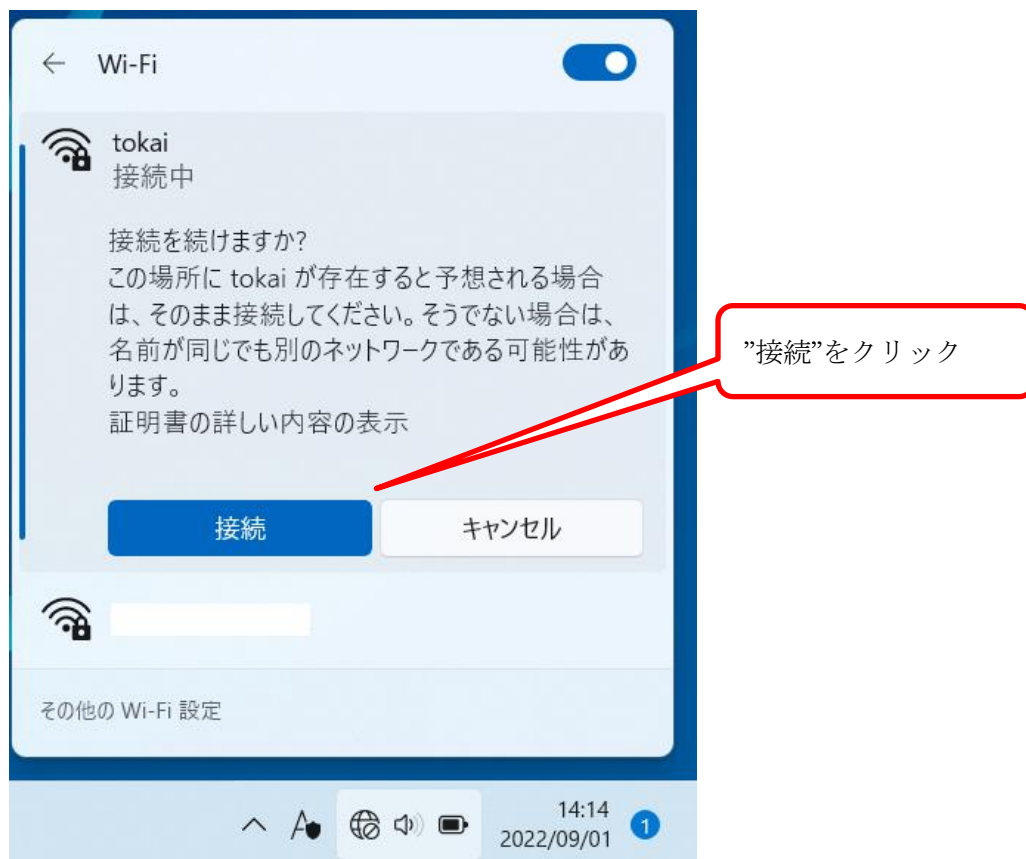 Wi-Fi
tokai
接続中
接続を続けますか?
この場所に tokai が存在すると予想される場合
は、そのまま接続してください。そうでない場合は、
名前が同じでも別のネットワークである可能性があ
ります。
証明書の詳しい内容の表示
接続
キャンセル
”接続”をクリック
その他の Wi-Fi 設定
A
14:14
2022/09/01
1